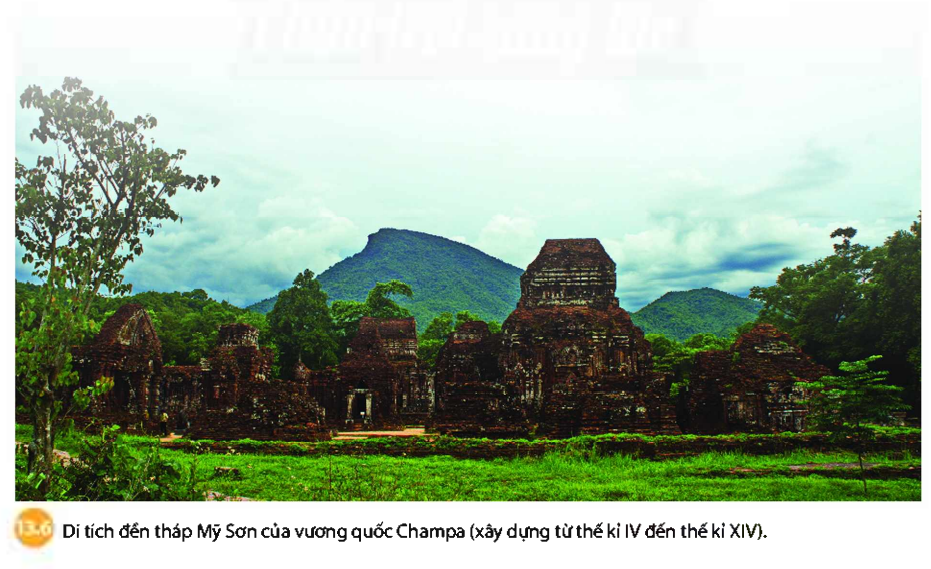 13.6 Di tích đền tháp Mỹ Sơn của vương quốc Champa (xây dựng từ thế kỉ IV đến thế kỉ XIV).